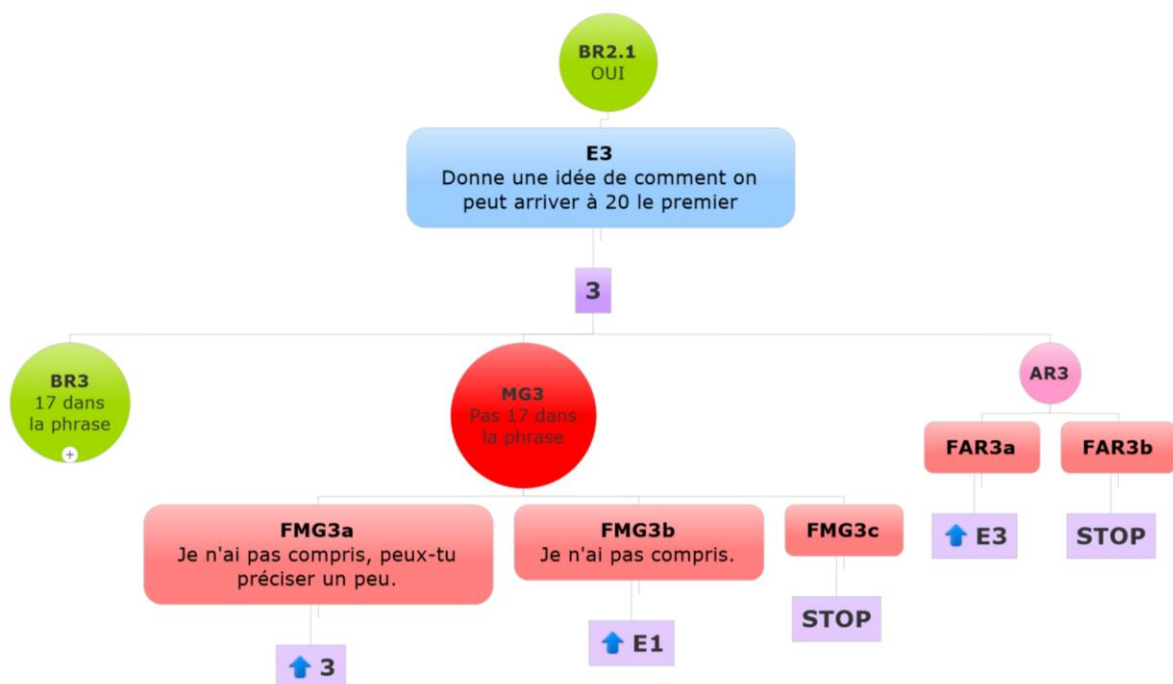 BR2.1
OUI
E3
Donne une idée de comment on
peut arriver à 20 le premier
3
BR3
17 dans
la phrase
MG3
Pas 17 dans
la phrase
AR3
FAR3a
FAR3b
E3
STOP
FMG3a
Je n'ai pas compris, peux-tu
préciser un peu.
FMG3b
Je n'ai pas compris.
FMG3c
3
E1
STOP